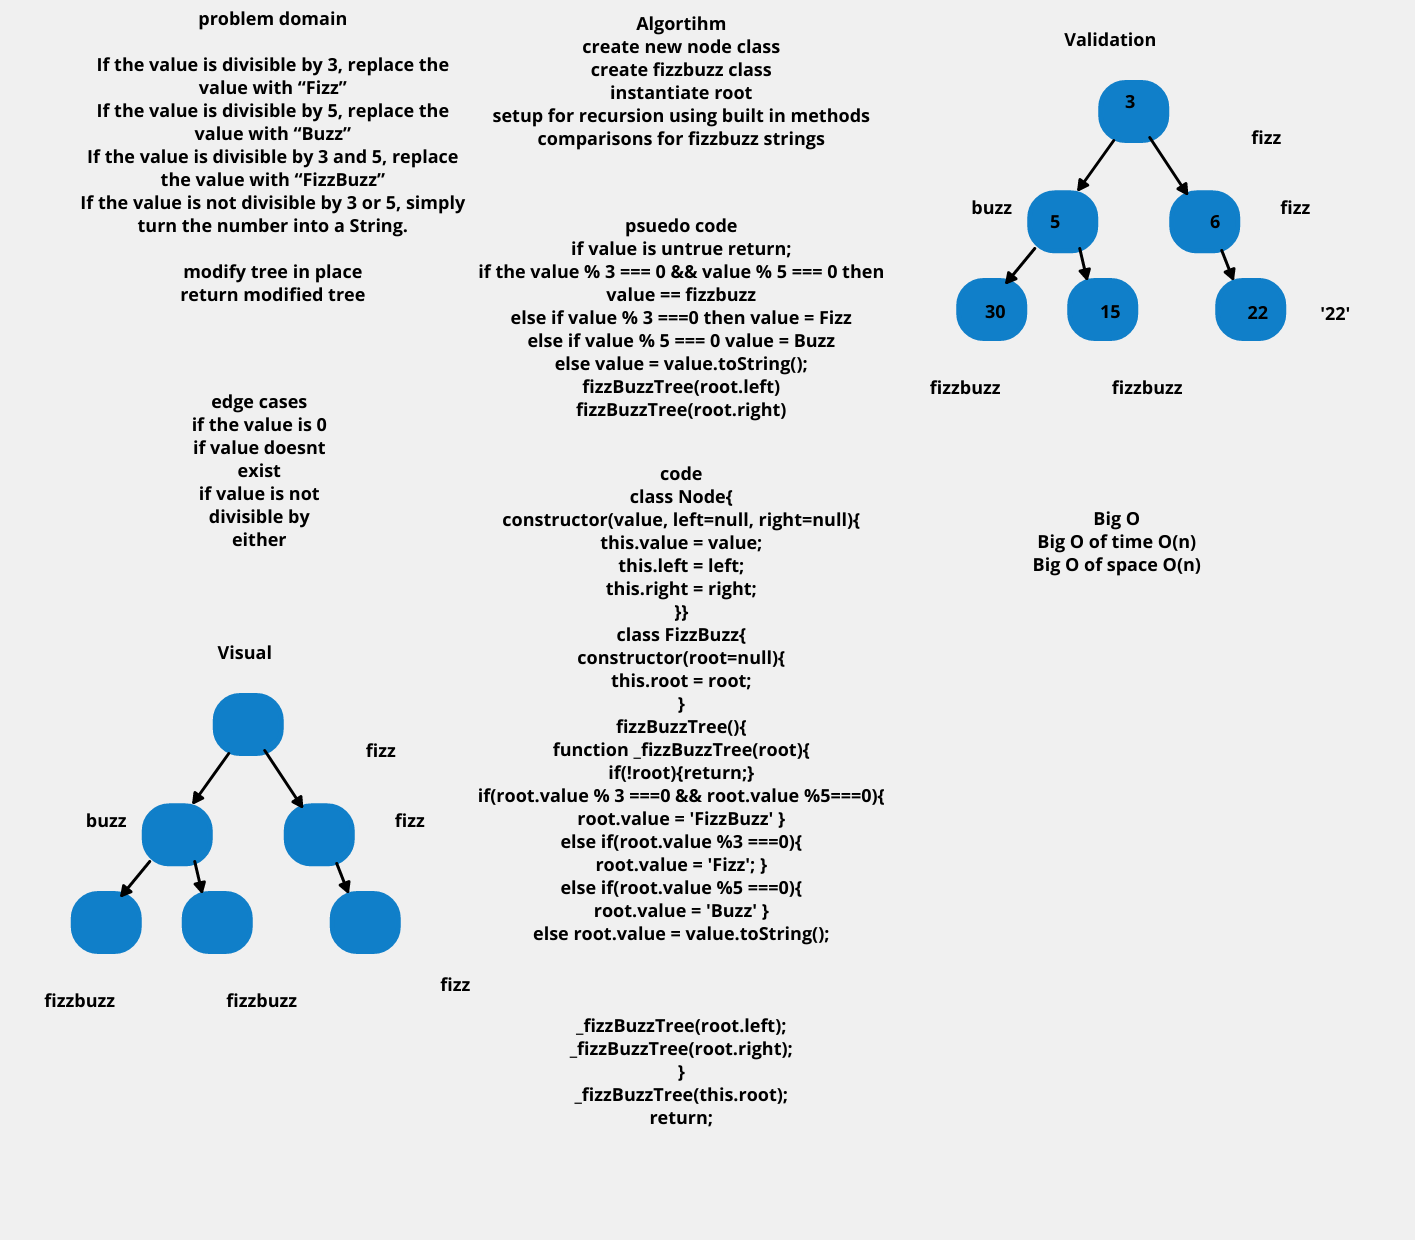 problem domain
If the value is divisible by 3, replace the
value with “Fizz”
If the value is divisible by 5, replace the
value with “Buzz”
If the value is divisible by 3 and 5, replace
the value with “FizzBuzz”
If the value is not divisible by 3 or 5, simply
turn the number into a String.
modify tree in place
return modified tree
edge cases
if the value is 0
if value doesnt
exist
if value is not
divisible by
either
Visual
fizz
buzz
fizz
fizz
fizzbuzz
fizzbuzz
Algortihm
create new node class
create fizzbuzz class
instantiate root
setup for recursion using built in methods
comparisons for fizzbuzz strings
psuedo code
if value is untrue return;
if the value % 3 === 0 && value % 5 === 0 then
value == fizzbuzz
else if value % 3 ===0 then value = Fizz
else if value % 5 === 0 value = Buzz
else value = value.toString();
fizzBuzzTree(root.left)
fizzBuzzTree(root.right)
code
class Node{
constructor(value, left=null, right=null){
this.value = value;
this.left = left;
this.right = right;
}}
class FizzBuzz{
constructor(root=null){
this.root = root;
}
fizzBuzzTree(){
function _fizzBuzzTree(root){
if(!root){return;}
if(root.value % 3 ===0 && root.value %5===0){
root.value = 'FizzBuzz' }
else if(root.value %3 ===0){
root.value = 'Fizz'; }
else if(root.value %5 ===0){
root.value = 'Buzz' }
else root.value = value.toString();
_fizzBuzzTree(root.left);
_fizzBuzzTree(root.right);
}
_fizzBuzzTree(this.root);
return;
Validation
3
fizz
buzz
5
6
fizz
30
15
22
'22'
fizzbuzz
fizzbuzz
Big O
Big O of time O(n)
Big O of space O(n)